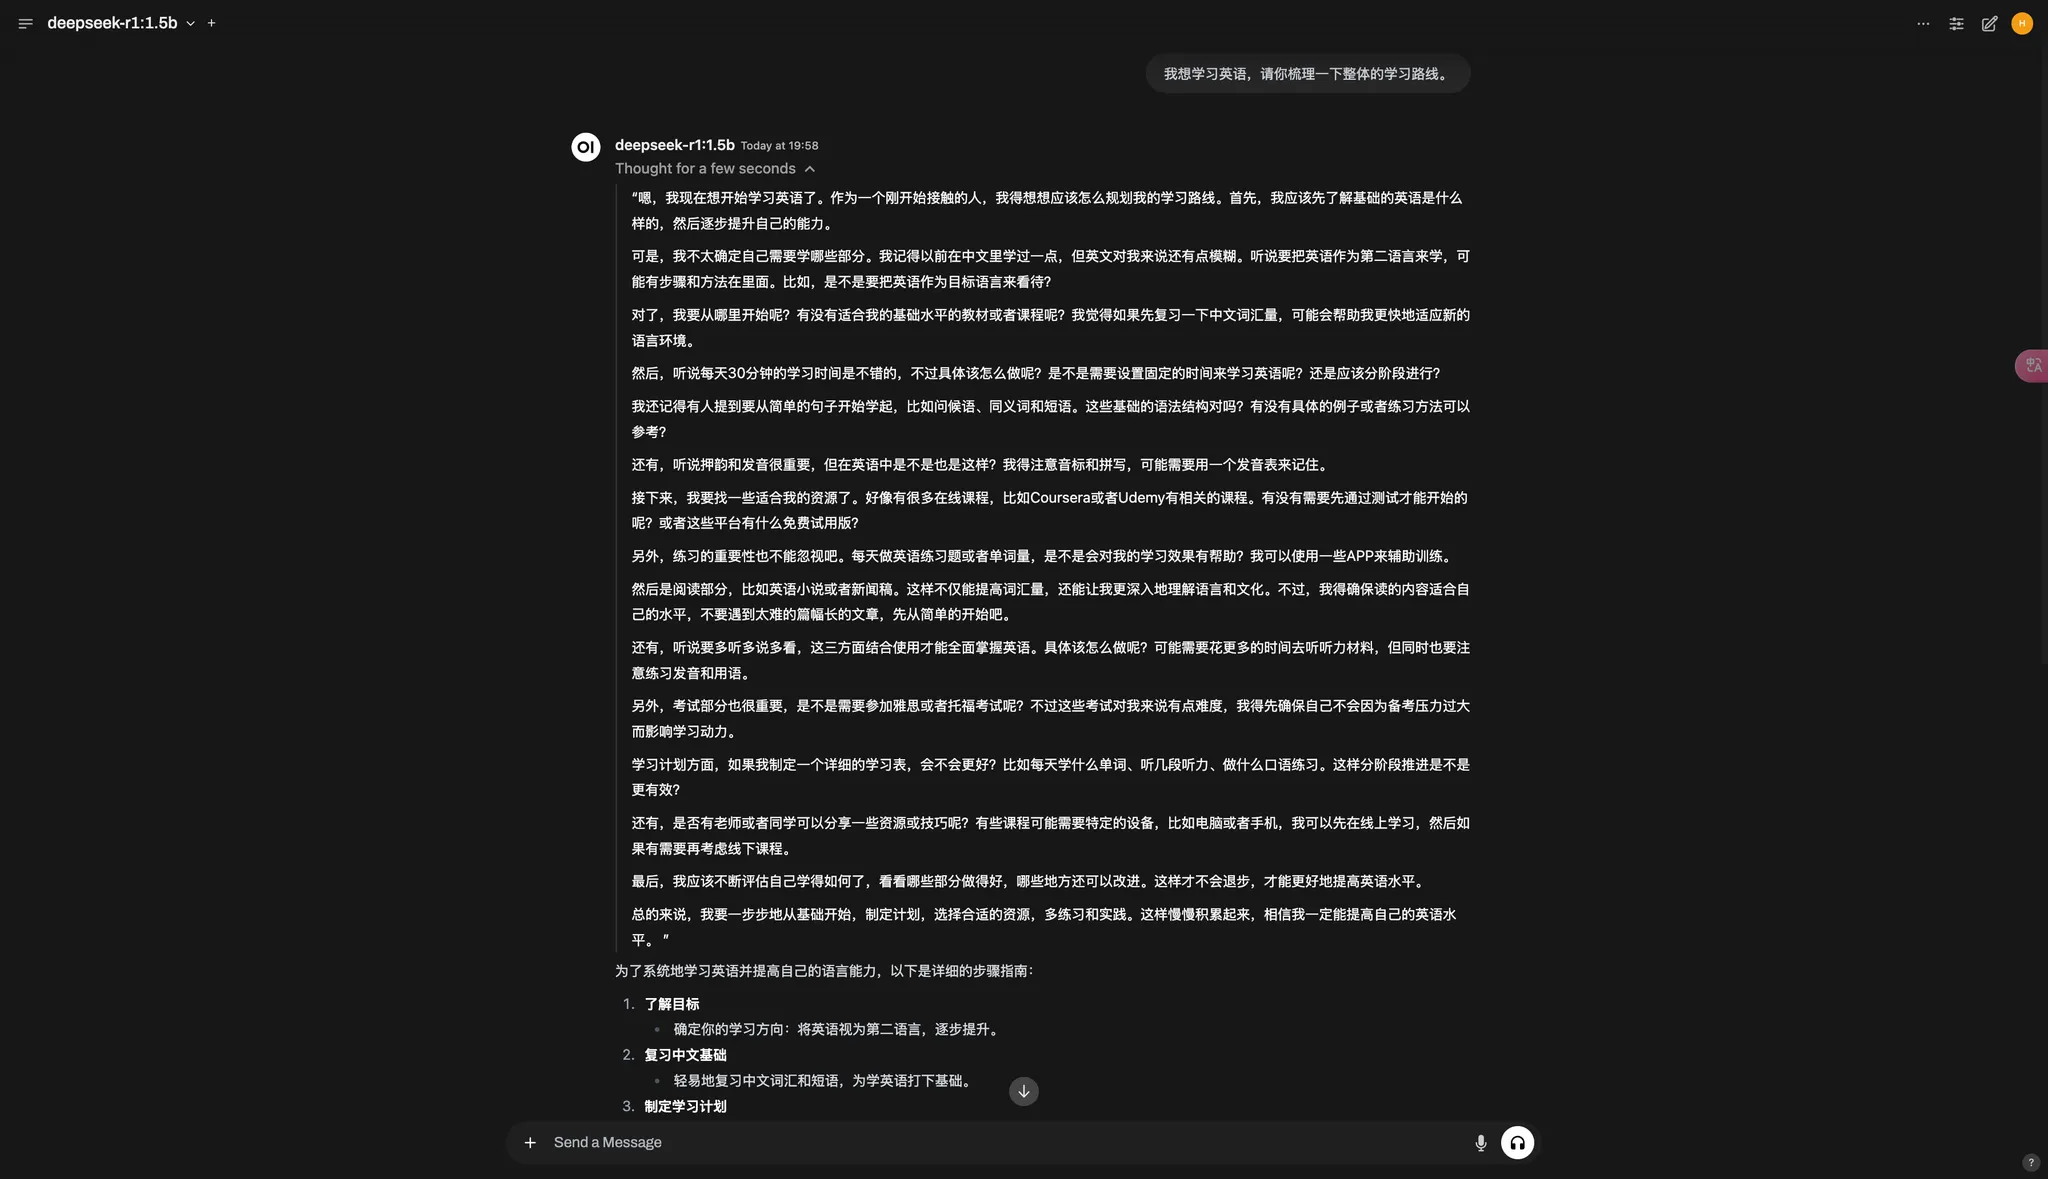 deepseek-r1:1.5b
H
我想学习英语，请你梳理一下整体的学习路线。
OI
deepseek-r1:1.5b Today at 19:58
Thought for a few seconds
“嗯，我现在想开始学习英语了。作为一个刚开始接触的人，我得想想应该怎么规划我的学习路线。首先，我应该先了解基础的英语是什么
样的，然后逐步提升自己的能力。
可是，我不太确定自己需要学哪些部分。我记得以前在中文里学过一点，但英文对我来说还有点模糊。听说要把英语作为第二语言来学，可
能有步骤和方法在里面。比如，是不是要把英语作为目标语言来看待？
对了，我要从哪里开始呢？有没有适合我的基础水平的教材或者课程呢？我觉得如果先复习一下中文词汇量，可能会帮助我更快地适应新的
语言环境。
然后，听说每天30分钟的学习时间是不错的，不过具体该怎么做呢？是不是需要设置固定的时间来学习英语呢？还是应该分阶段进行？
我还记得有人提到要从简单的句子开始学起，比如问候语、同义词和短语。这些基础的语法结构对吗？有没有具体的例子或者练习方法可以
参考？
还有，听说押韵和发音很重要，但在英语中是不是也是这样？我得注意音标和拼写，可能需要用一个发音表来记住。
接下来，我要找一些适合我的资源了。好像有很多在线课程，比如Coursera或者Udemy有相关的课程。有没有需要先通过测试才能开始的
呢？或者这些平台有什么免费试用版？
另外，练习的重要性也不能忽视吧。每天做英语练习题或者单词量，是不是会对我的学习效果有帮助？我可以使用一些APP来辅助训练。
然后是阅读部分，比如英语小说或者新闻稿。这样不仅能提高词汇量，还能让我更深入地理解语言和文化。不过，我得确保读的内容适合自
己的水平，不要遇到太难的篇幅长的文章，先从简单的开始吧。
还有，听说要多听多说多看，这三方面结合使用才能全面掌握英语。具体该怎么做呢？可能需要花更多的时间去听听力材料，但同时也要注
意练习发音和用语。
另外，考试部分也很重要，是不是需要参加雅思或者托福考试呢？不过这些考试对我来说有点难度，我得先确保自己不会因为备考压力过大
而影响学习动力。
学习计划方面，如果我制定一个详细的学习表，会不会更好？比如每天学什么单词、听几段听力、做什么口语练习。这样分阶段推进是不是
更有效？
还有，是否有老师或者同学可以分享一些资源或技巧呢？有些课程可能需要特定的设备，比如电脑或者手机，我可以先在线上学习，然后如
果有需要再考虑线下课程。
最后，我应该不断评估自己学得如何了，看看哪些部分做得好，哪些地方还可以改进。这样才不会退步，才能更好地提高英语水平。
总的来说，我要一步步地从基础开始，制定计划，选择合适的资源，多练习和实践。这样慢慢积累起来，相信我一定能提高自己的英语水
平。 ”
为了系统地学习英语并提高自己的语言能力，以下是详细的步骤指南：
1. 了解目标
• 确定你的学习方向：将英语视为第二语言，逐步提升。
2. 复习中文基础
• 轻易地复习中文词汇和短语，为学英语打下基础。
3. 制定学习计划
Send a Message
?